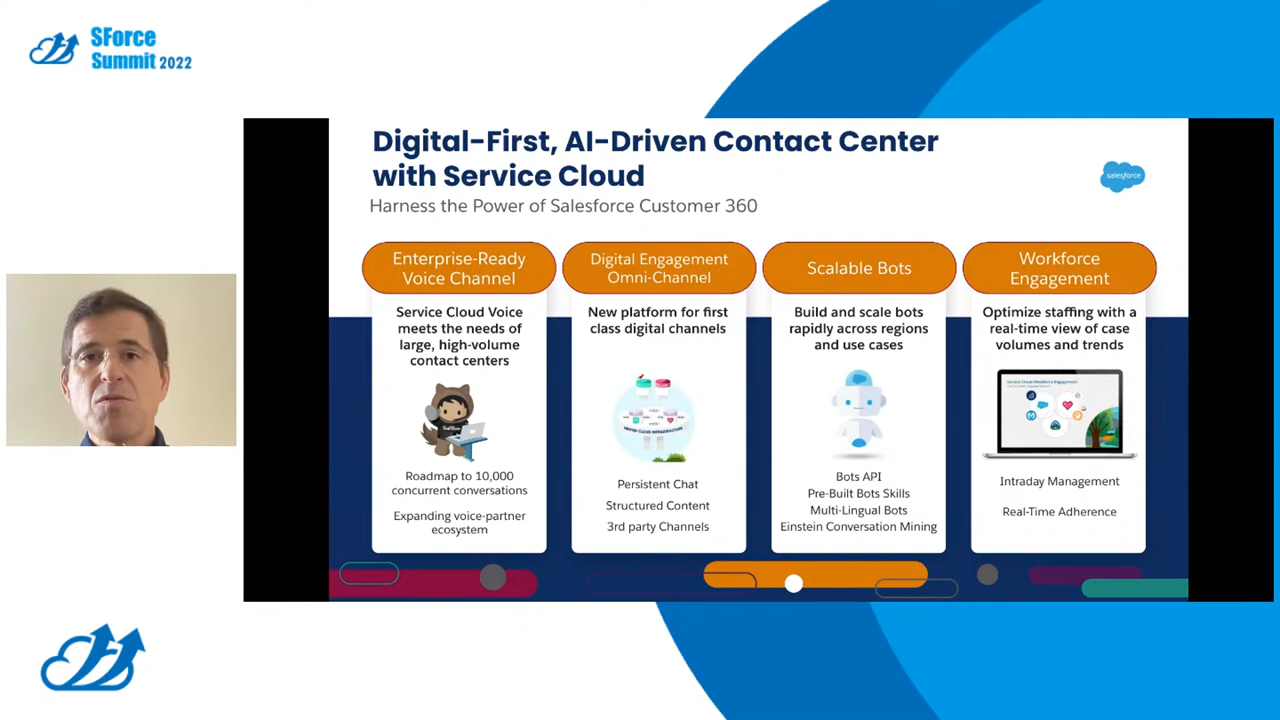 SForce
Summit 2022
Digital-First, AI-Driven Contact Center
with Service Cloud
Harness the Power of Salesforce Customer 360
salesforce
Enterprise-Ready
Voice Channel
Service Cloud Voice
meets the needs of
large, high-volume
contact centers
Roadmap to 10,000
concurrent conversations
Expanding voice-partner
ecosystem
Digital Engagement
Omni-Channel
New platform for first
class digital channels
Persistent Chat
Structured Content
3rd party Channels
Scalable Bots
Build and scale bots
rapidly across regions
and use cases
Bots API
Pre-Built Bots Skills
Multi-Lingual Bots
Einstein Conversation Mining
Workforce
Engagement
Optimize staffing with a
real-time view of case
volumes and trends
Service Cloud Workforce Engagement
Intraday Management
Real-Time Adherence